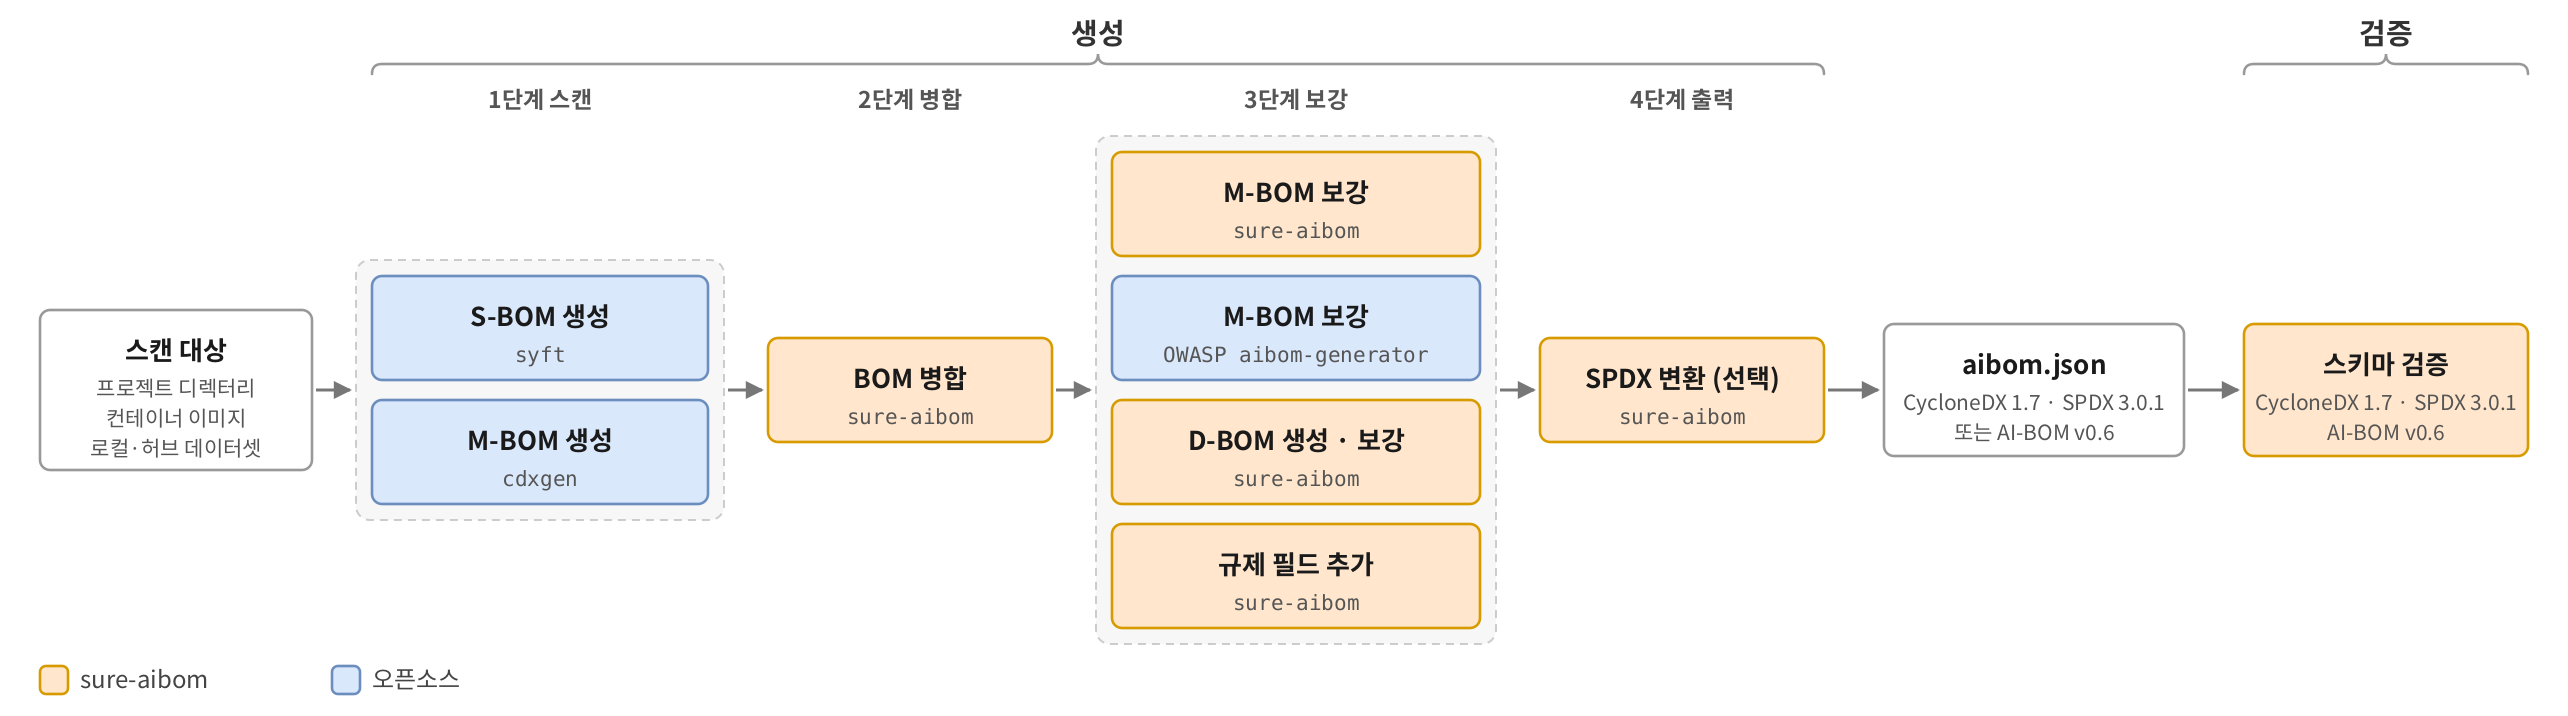 생성
검증
1단계 스캔
2단계 병합
3단계 보강
4단계 출력
스캔 대상
프로젝트 디렉터리
컨테이너 이미지
로컬·허브 데이터셋
S-BOM 생성
syft
M-BOM 생성
cdxgen
BOM 병합
sure-aibom
M-BOM 보강
sure-aibom
M-BOM 보강
OWASP aibom-generator
D-BOM 생성 · 보강
sure-aibom
규제 필드 추가
sure-aibom
SPDX 변환 (선택)
sure-aibom
aibom.json
CycloneDX 1.7 · SPDX 3.0.1
또는 AI-BOM v0.6
스키마 검증
CycloneDX 1.7 · SPDX 3.0.1
AI-BOM v0.6
sure-aibom
오픈소스